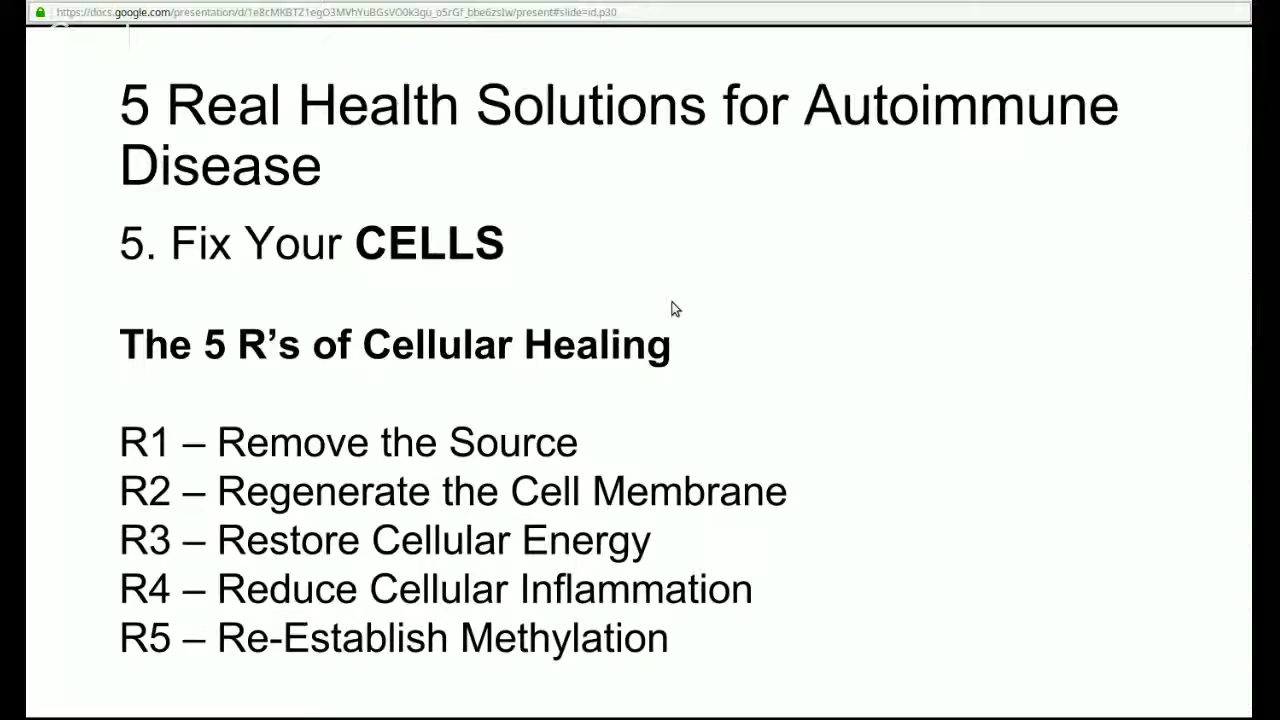 5 Real Health Solutions for Autoimmune
Disease
5. Fix Your CELLS
The 5 R’s of Cellular Healing
R1 – Remove the Source
R2 – Regenerate the Cell Membrane
R3 – Restore Cellular Energy
R4 – Reduce Cellular Inflammation
R5 – Re-Establish Methylation